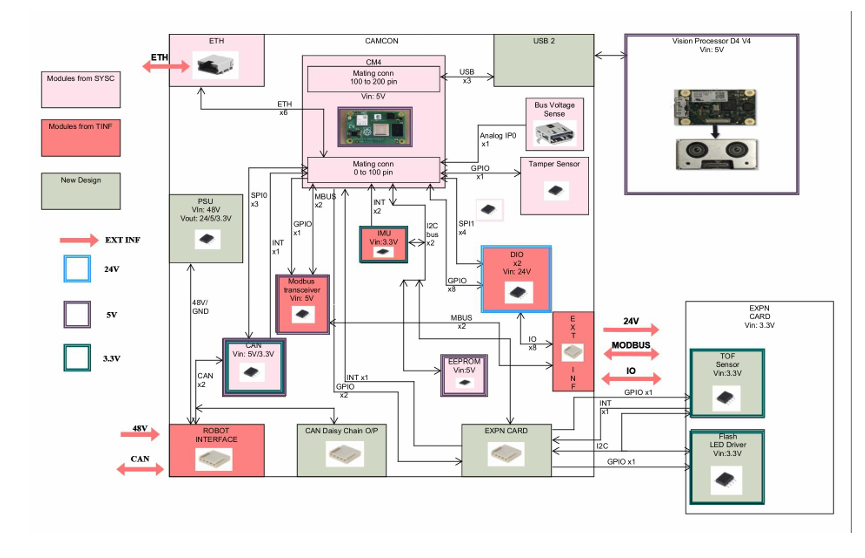 ETH
CAMCON
USB 2
Vision Processor D4 V4
Vin: 5V
ETH
CM4
Mating conn
100 to 200 pin
USB
x3
Modules from SYSC
Vin: 5V
ETH
x6
Bus Voltage
Sense
Analog IP0
x1
Modules from TINF
Mating conn
0 to 100 pin
GPIO
x1
Tamper Sensor
New Design
PSU
VIn: 48V
Vout: 24/5/3.3V
SPI0
x3
MBUS
x2
INT
x2
GPIO
x1
I2C
bus
x2
SPI1
x4
EXT INF
INT
x1
IMU
Vin:3.3V
DIO
x2
Vin: 24V
24V
Modbus
transceiver
Vin: 5V
GPIO
x8
48V/
GND
5V
MBUS
x2
EXT INF
24V
MODBUS
IO
EXPN
CARD
Vin: 3.3V
IO
x8
CAN
Vin: 5V/3.3V
3.3V
EEPROM
Vin:5V
TOF
Sensor
Vin:3.3V
CAN
x2
INT x1
GPIO
x2
GPIO x1
INT
x1
48V
ROBOT
INTERFACE
CAN Daisy Chain O/P
EXPN CARD
I2C
Flash
LED Driver
Vin:3.3V
CAN
GPIO x1